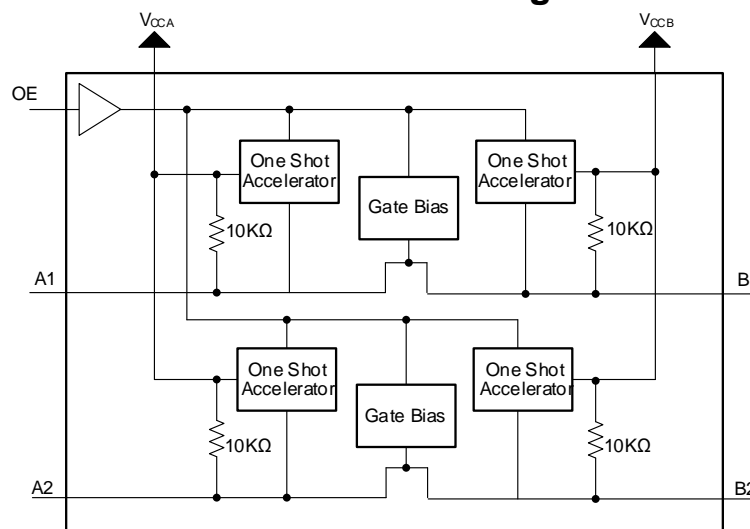 g
VCCA
VCCB
OE
One Shot
Accelerator
One Shot
Accelerator
Gate Bias
10KΩ
10KΩ
A1
B
One Shot
Accelerator
One Shot
Accelerator
Gate Bias
10KΩ
10KΩ
A2
B2